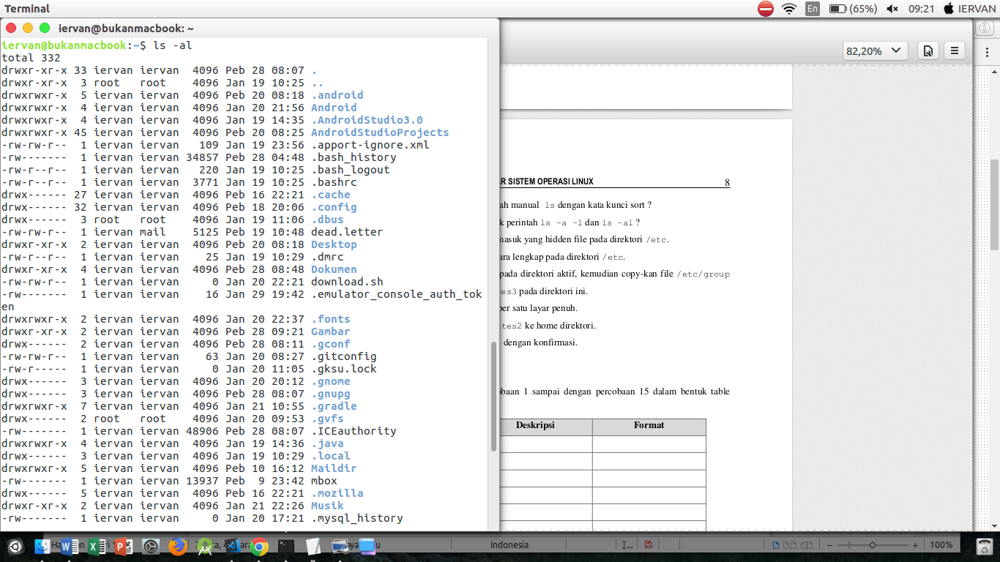 Terminal
En
(65%)
09:21
IERVAN
iervan@bukanmacbook: ~
iervan@bukanmacbook:~$ ls -al
total 332
drwxr-xr-x 33 iervan iervan  4096 Peb 28 08:07 .
drwxr-xr-x  3 root   root    4096 Jan 19 10:25 ..
drwxrwxr-x  5 iervan iervan  4096 Peb 20 08:18 .android
drwxrwxr-x  4 iervan iervan  4096 Jan 20 21:56 Android
drwxrwxr-x  4 iervan iervan  4096 Jan 19 14:35 .AndroidStudio3.0
drwxrwxr-x 45 iervan iervan  4096 Peb 20 08:25 AndroidStudioProjects
-rw-rw-r--  1 iervan iervan   109 Jan 19 23:56 .apport-ignore.xml
-rw-------  1 iervan iervan 34857 Peb 28 04:48 .bash_history
-rw-r--r--  1 iervan iervan   220 Jan 19 10:25 .bash_logout
-rw-r--r--  1 iervan iervan  3771 Jan 19 10:25 .bashrc
drwx------ 27 iervan iervan  4096 Peb 16 22:21 .cache
drwx------ 32 iervan iervan  4096 Peb 18 20:06 .config
drwx------  3 root   root    4096 Jan 19 11:06 .dbus
-rw-rw-r--  1 iervan mail    5125 Peb 19 10:48 dead.letter
drwxr-xr-x  2 iervan iervan  4096 Peb 20 08:18 Desktop
-rw-r--r--  1 iervan iervan    25 Jan 19 10:29 .dmrc
drwxr-xr-x  4 iervan iervan  4096 Peb 28 08:48 Dokumen
-rw-rw-r--  1 iervan iervan     0 Jan 20 22:21 download.sh
-rw-------  1 iervan iervan    16 Jan 29 19:42 .emulator_console_auth_tok
en
drwxrwxr-x  2 iervan iervan  4096 Jan 20 22:37 .fonts
drwxr-xr-x  2 iervan iervan  4096 Peb 28 09:21 Gambar
drwx------  2 iervan iervan  4096 Peb 28 08:11 .gconf
-rw-rw-r--  1 iervan iervan    63 Jan 20 08:27 .gitconfig
-rw-r-----  1 iervan iervan     0 Jan 20 11:05 .gksu.lock
drwx------  3 iervan iervan  4096 Jan 20 20:12 .gnome
drwx------  3 iervan iervan  4096 Peb 28 08:07 .gnupg
drwxrwxr-x  7 iervan iervan  4096 Jan 21 10:55 .gradle
drwx------  2 root   root    4096 Jan 20 09:53 .gvfs
-rw-------  1 iervan iervan 48906 Peb 28 08:07 .ICEauthority
drwxrwxr-x  4 iervan iervan  4096 Jan 19 14:36 .java
drwx------  3 iervan iervan  4096 Jan 19 10:29 .local
drwxrwxr-x  5 iervan iervan  4096 Peb 10 16:12 Maildir
-rw-------  1 iervan iervan 13937 Peb  9 23:42 mbox
drwx------  5 iervan iervan  4096 Peb 16 22:21 .mozilla
drwxr-xr-x  2 iervan iervan  4096 Jan 21 22:26 Musik
-rw-------  1 iervan iervan     0 Jan 20 17:21 .mysql_history
82,20%
AR SISTEM OPERASI LINUX 8
ah manual ls dengan kata kunci sort ?
k perintah ls -a -l dan ls -al ?
masuk yang hidden file pada direktori /etc.
ara lengkap pada direktori /etc.
pada direktori aktif, kemudian copy-kan file /etc/group
es3 pada direktori ini.
per satu layar penuh.
tes2 ke home direktori.
dengan konfirmasi.
baan 1 sampai dengan percobaan 15 dalam bentuk table
Deskripsi
Format
Indonesia
100%